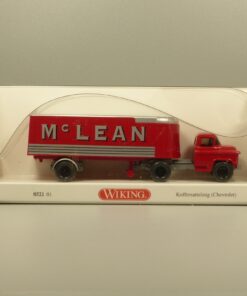 McLEAN
WIKING
Koffersattelzug (Chevrolet)